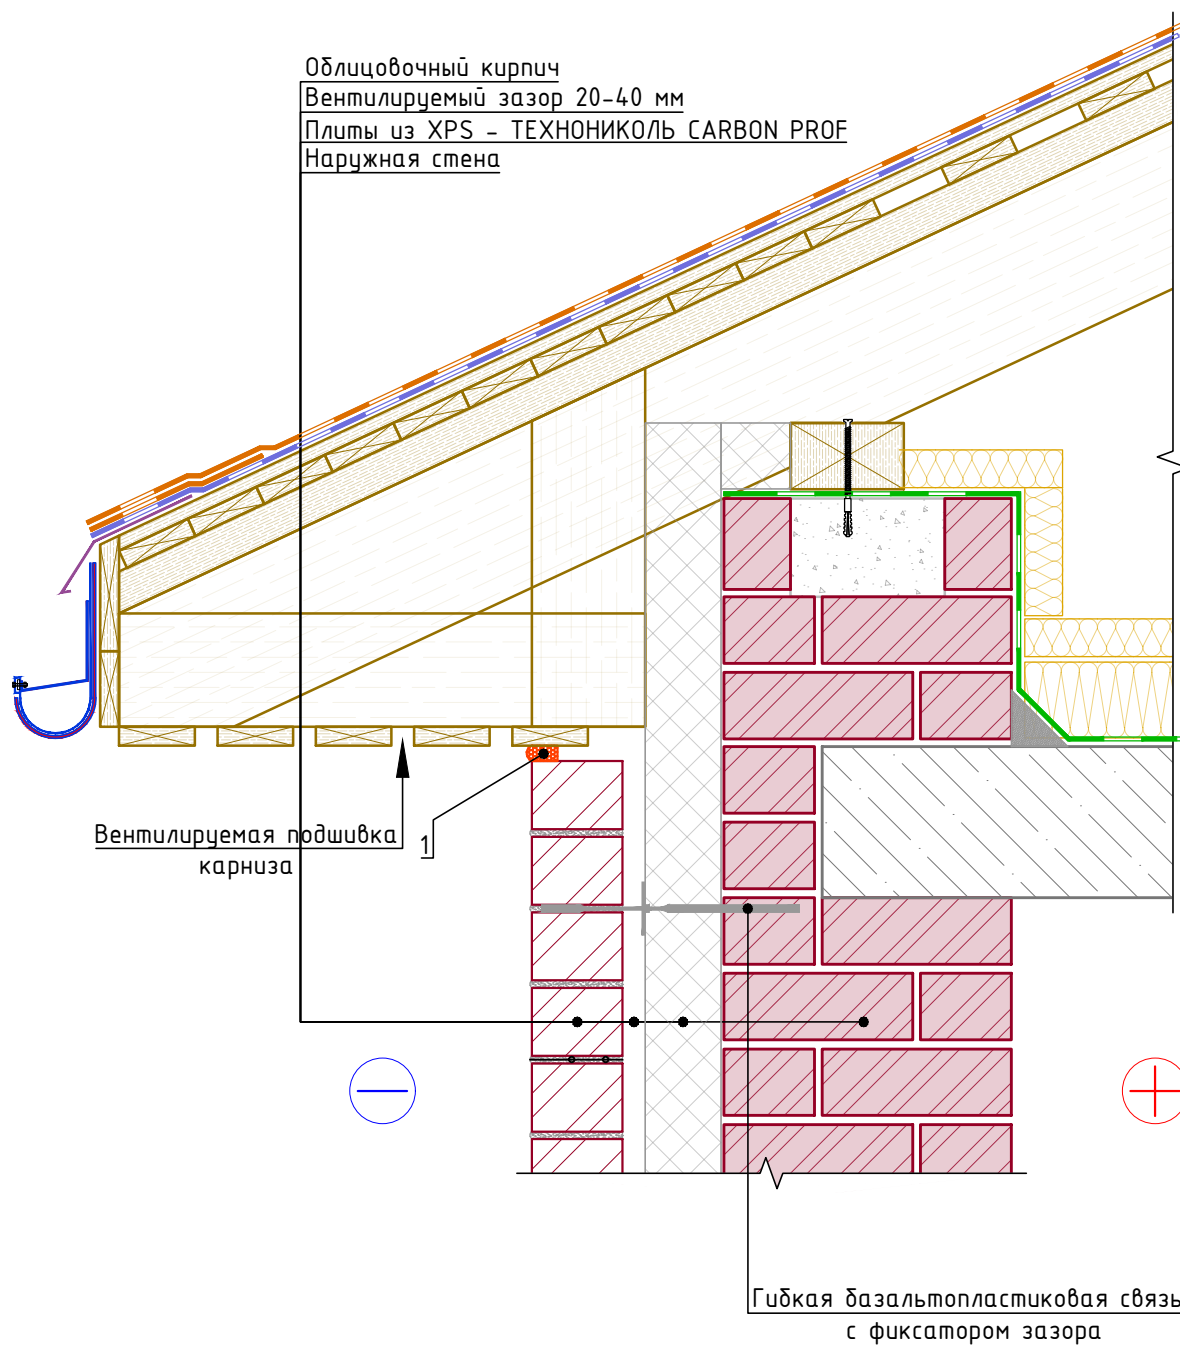 Облицовочный кирпич
Вентилируемый зазор 20-40 мм
Плиты из XPS - ТЕХНОНИКОЛЬ CARBON PROF
Наружная стена
Вентилируемая подшивка
карниза
1
Гибкая базальтопластиковая связь
с фиксатором зазора